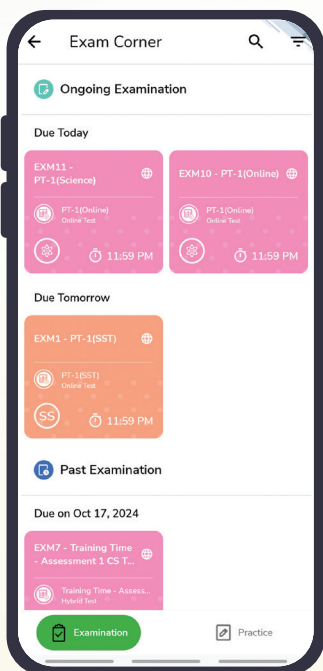 Exam Corner
Ongoing Examination
Due Today
EXM11 -
PT-1(Science)
PT-1(Online)
Online Test
11:59 PM
EXM10 - PT-1(Online)
PT-1(Online)
Online Test
11:59 PM
Due Tomorrow
EXM1 - PT-1(SST)
PT-1(SST)
Online Test
SS
11:59 PM
Past Examination
Due on Oct 17, 2024
EXM7 - Training Time
- Assessment 1 CS T...
Training Time - Assess...
Hybrid Test
Examination
Practice